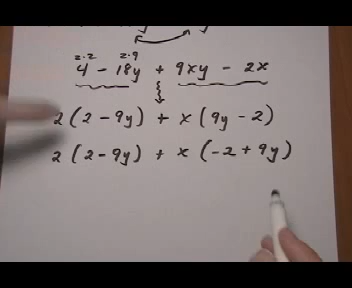 2·2 2·9
4 - 18y + 9xy - 2x
2(2 - 9y) + x(9y - 2)
2(2 - 9y) + x(-2 + 9y)